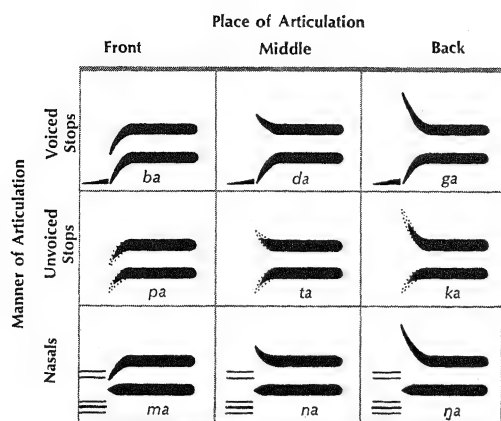 Place of Articulation
Front Middle Back
Manner of Articulation
Voiced Stops
ba da ga
Unvoiced Stops
pa ta ka
Nasals
ma na ŋa